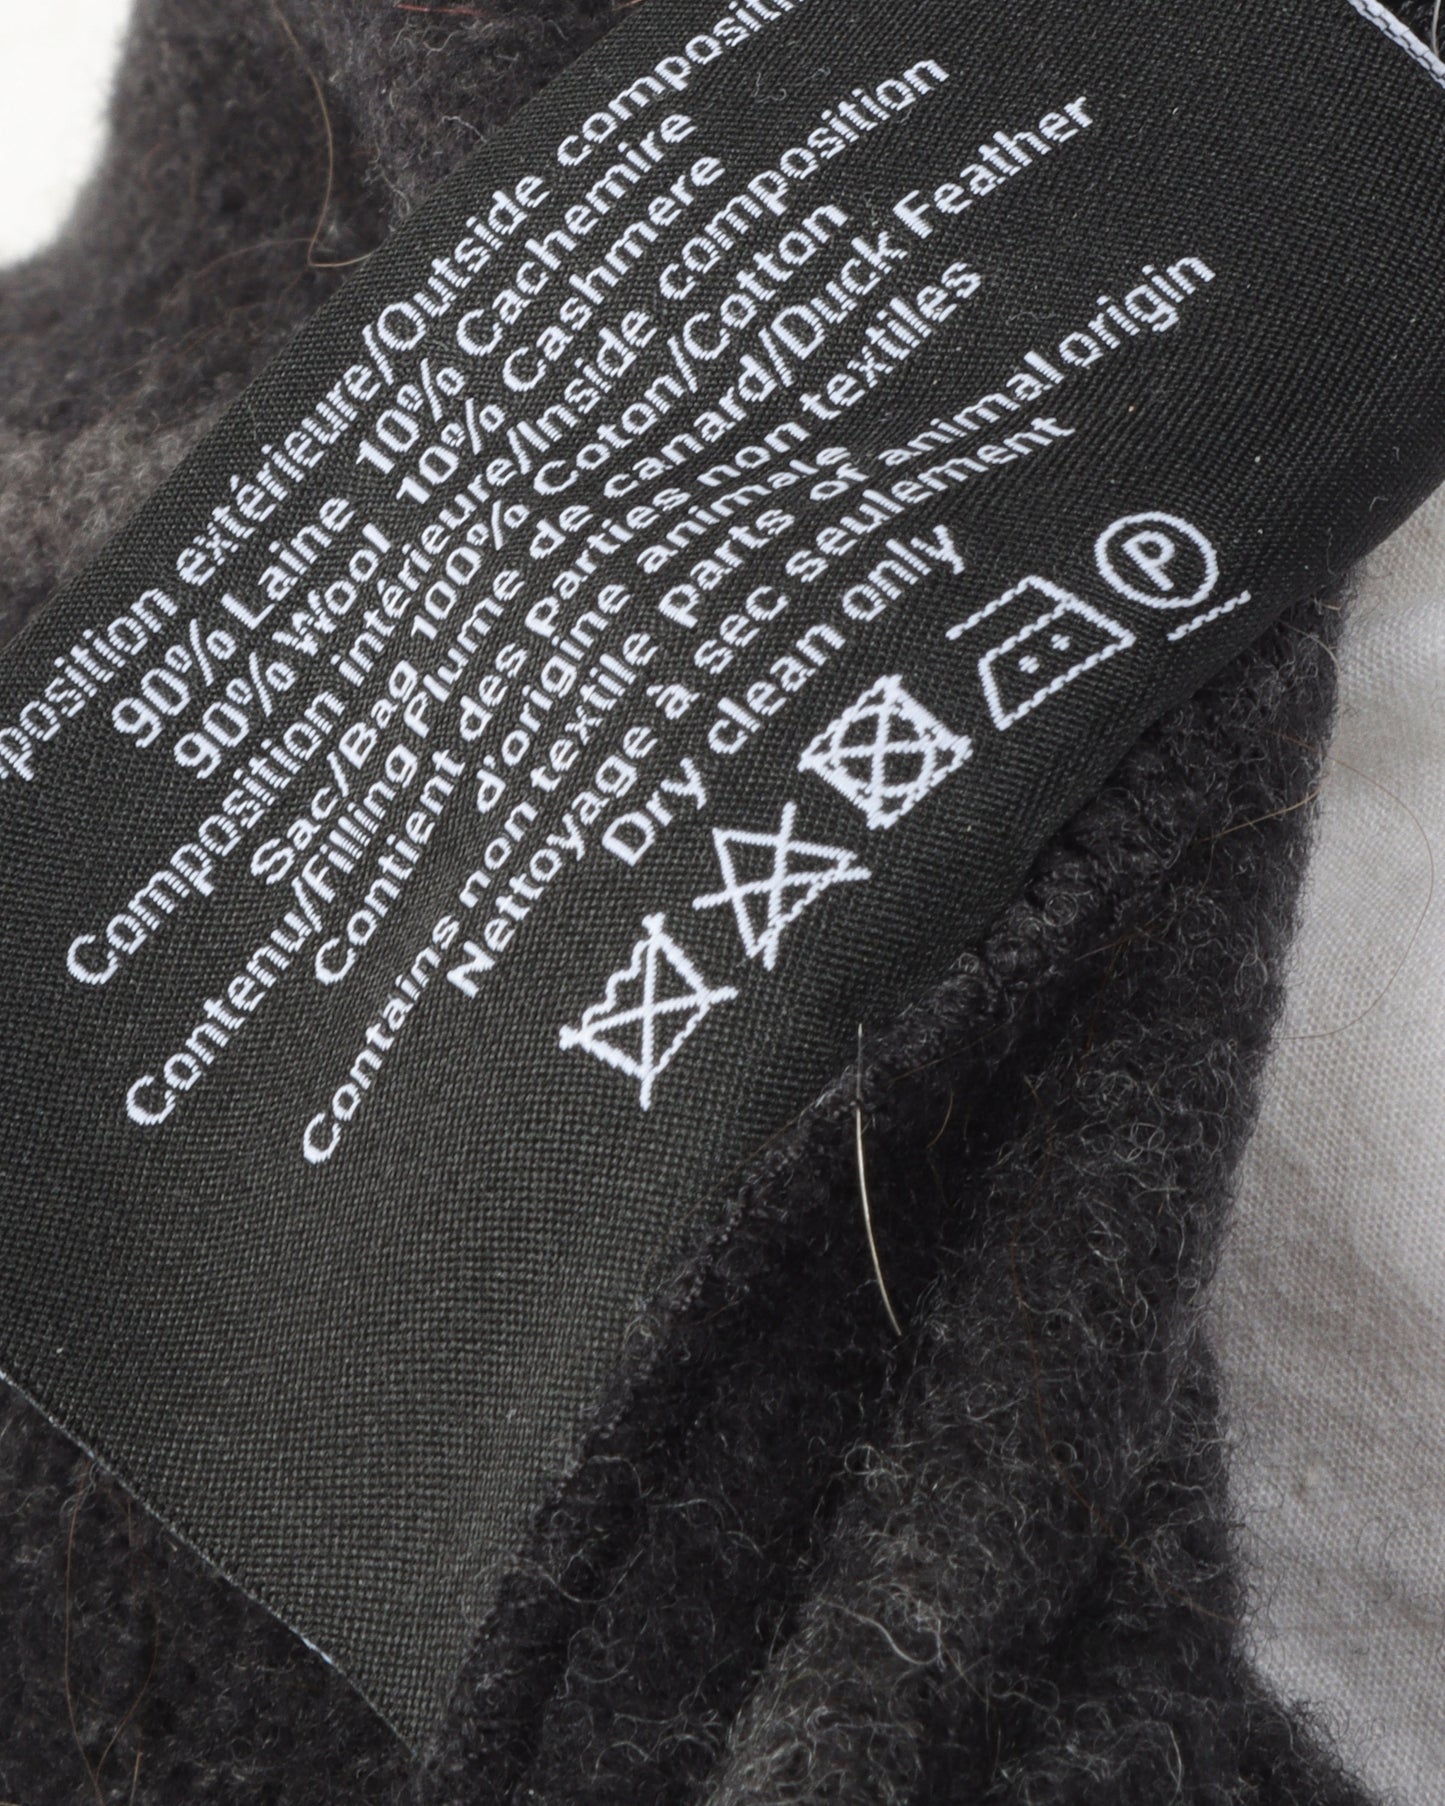 position extérieure/Outside composit
90% Laine 10% Cachemire
90% Wool 10% Cashmere
Composition intérieure/Inside composition
Sac/Bag 100% Coton/Cotton
Contenu/Filling Plume de canard/Duck Feather
Contient des Parties non textiles
d'origine animale
Contains non textile Parts of animal origin
Nettoyage à sec seulement
Dry clean only
P